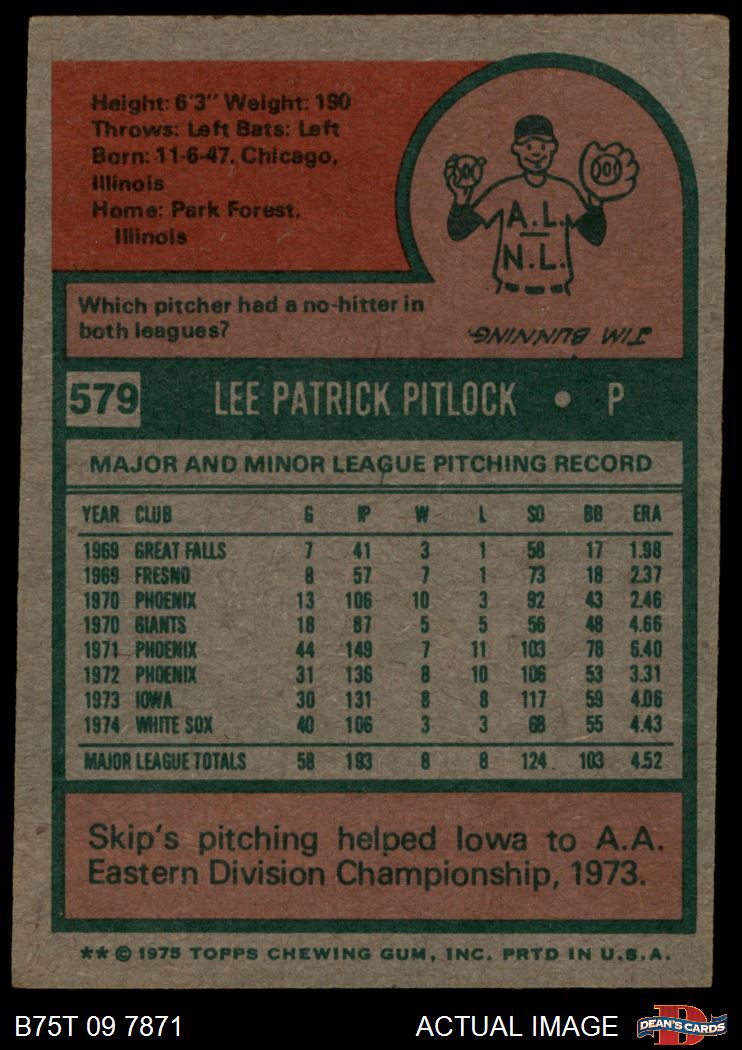 Height: 6'3" Weight: 190
Throws: Left Bats: Left
Born: 11-6-47, Chicago,
Illinois
Home: Park Forest,
Illinois
A.L.
N.L.
Which pitcher had a no-hitter in
both leagues?
JIM BUNNING.
579 LEE PATRICK PITLOCK • P
MAJOR AND MINOR LEAGUE PITCHING RECORD
YEAR CLUB G IP W L SO BB ERA
1969 GREAT FALLS 7 41 3 1 58 17 1.98
1969 FRESNO 8 57 7 1 73 18 2.37
1970 PHOENIX 13 106 10 3 92 43 2.46
1970 GIANTS 18 87 5 5 56 48 4.66
1971 PHOENIX 44 149 7 11 103 78 6.40
1972 PHOENIX 31 136 8 10 106 53 3.31
1973 IOWA 30 131 8 8 117 59 4.06
1974 WHITE SOX 40 106 3 3 68 55 4.43
MAJOR LEAGUE TOTALS 58 193 8 8 124 103 4.52
Skip's pitching helped Iowa to A.A.
Eastern Division Championship, 1973.
** © 1975 TOPPS CHEWING GUM, INC. PRTD IN U.S.A.
B75T 09 7871 ACTUAL IMAGE D DEAN'S CARDS